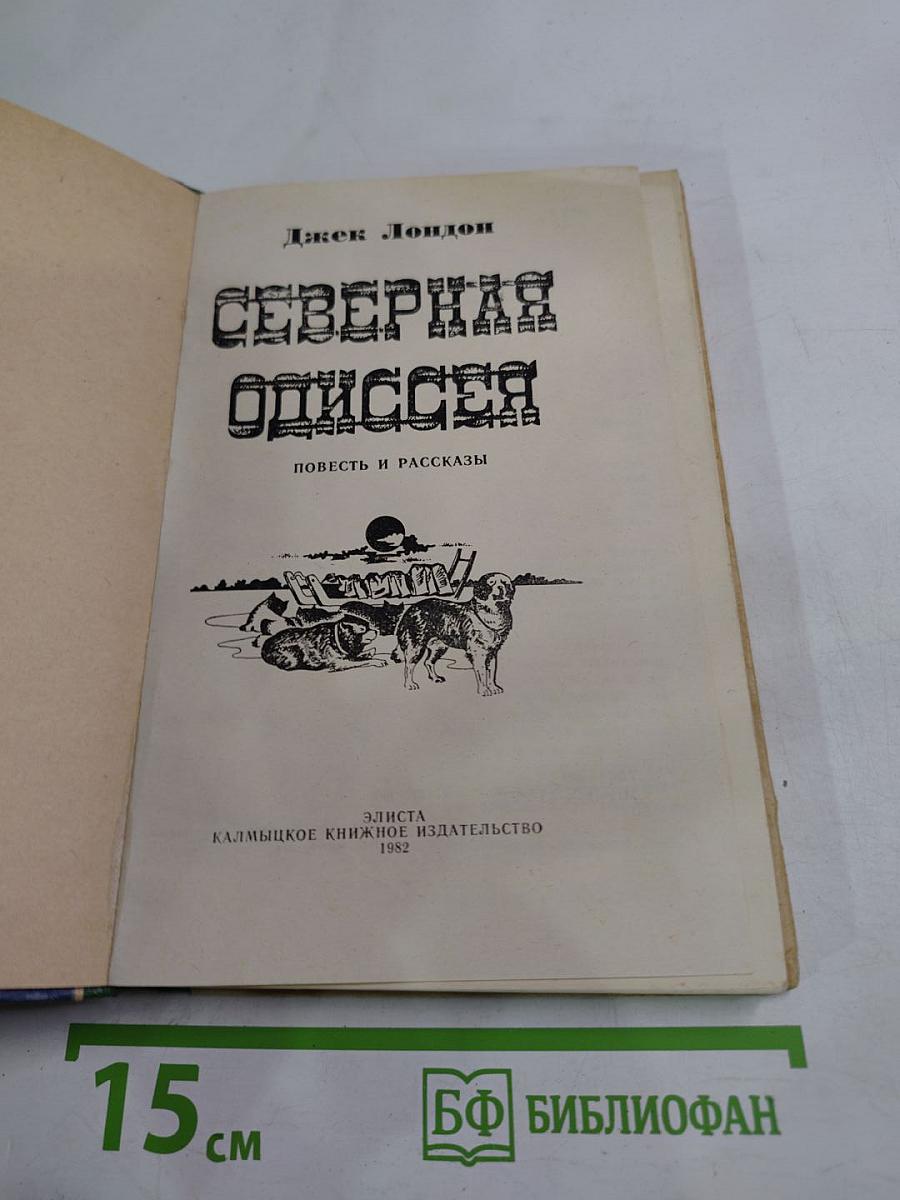 Джек Лондон
СЕВЕРНАЯ
ОДИССЕЯ
ПОВЕСТЬ И РАССКАЗЫ
ЭЛИСТА
КАЛМЫЦКОЕ КНИЖНОЕ ИЗДАТЕЛЬСТВО
1982
15 см
БФ БИБЛИОФАН